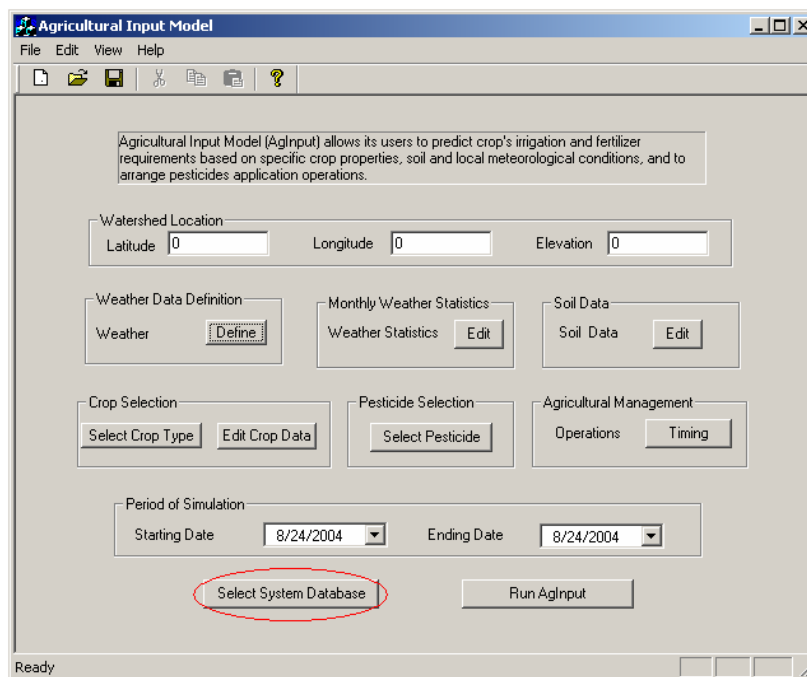 Agricultural Input Model
File Edit View Help
Agricultural Input Model (AgInput) allows its users to predict crop's irrigation and fertilizer
requirements based on specific crop properties, soil and local meteorological conditions, and to
arrange pesticides application operations.
Watershed Location
Latitude 0 Longitude 0 Elevation 0
Weather Data Definition Monthly Weather Statistics Soil Data
Weather Define Weather Statistics Edit Soil Data Edit
Crop Selection Pesticide Selection Agricultural Management
Select Crop Type Edit Crop Data Select Pesticide Operations Timing
Period of Simulation
Starting Date 8/24/2004 Ending Date 8/24/2004
Select System Database Run AgInput
Ready